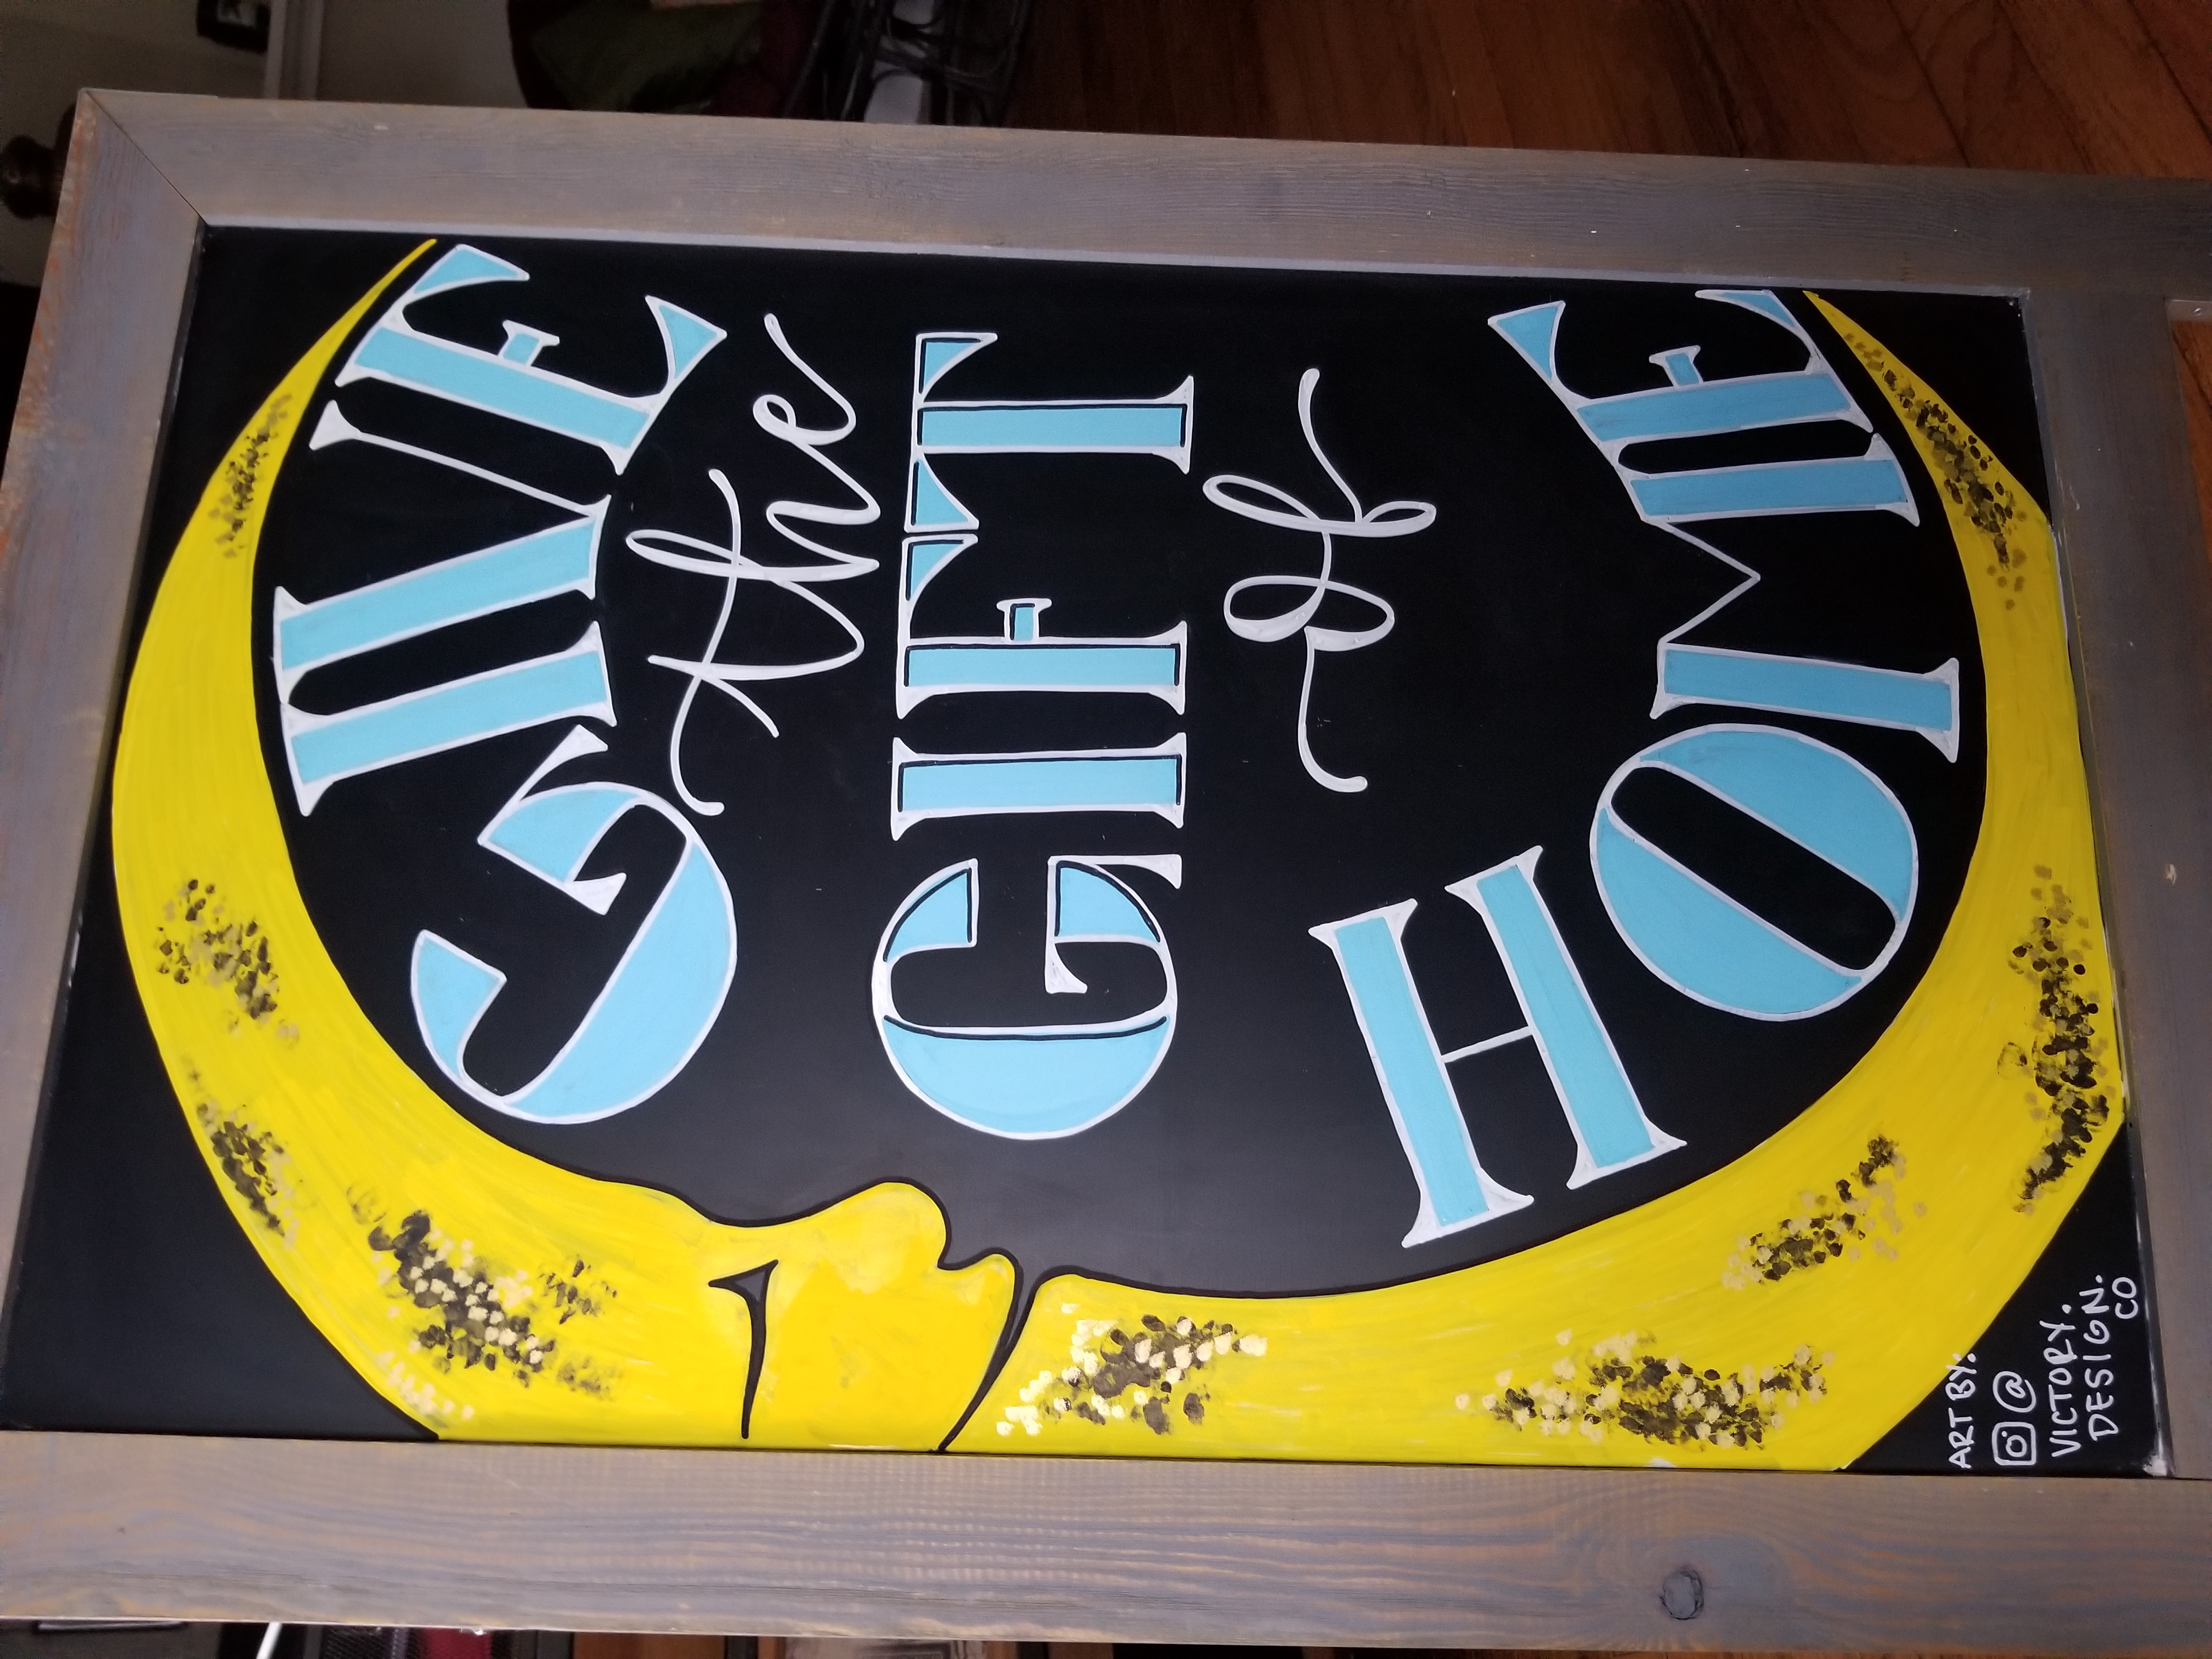 GIVE
the
GIFT
of
HOME
ART BY:
@
VICTORY.
DESIGN.
CO